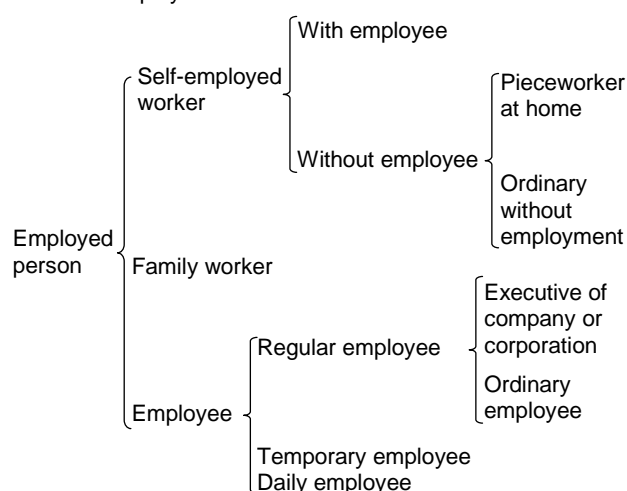 With employee
Self-employed
worker
Pieceworker
at home
Without employee
Ordinary
without
employment
Employed
person
Family worker
Executive of
company or
corporation
Regular employee
Ordinary
employee
Employee
Temporary employee
Daily employee